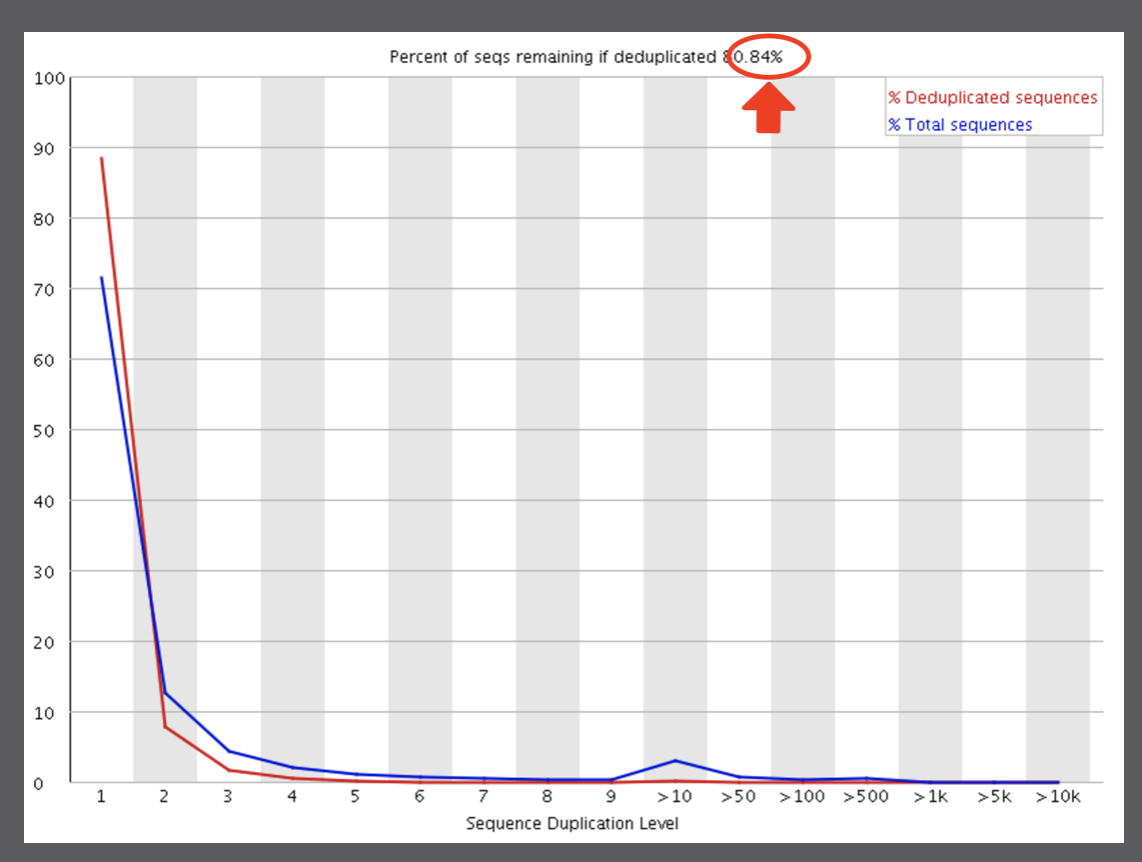 Percent of seqs remaining if deduplicated 80.84%
% Deduplicated sequences
% Total sequences
100
90
80
70
60
50
40
30
20
10
0
1 2 3 4 5 6 7 8 9 >10 >50 >100 >500 >1k >5k >10k
Sequence Duplication Level